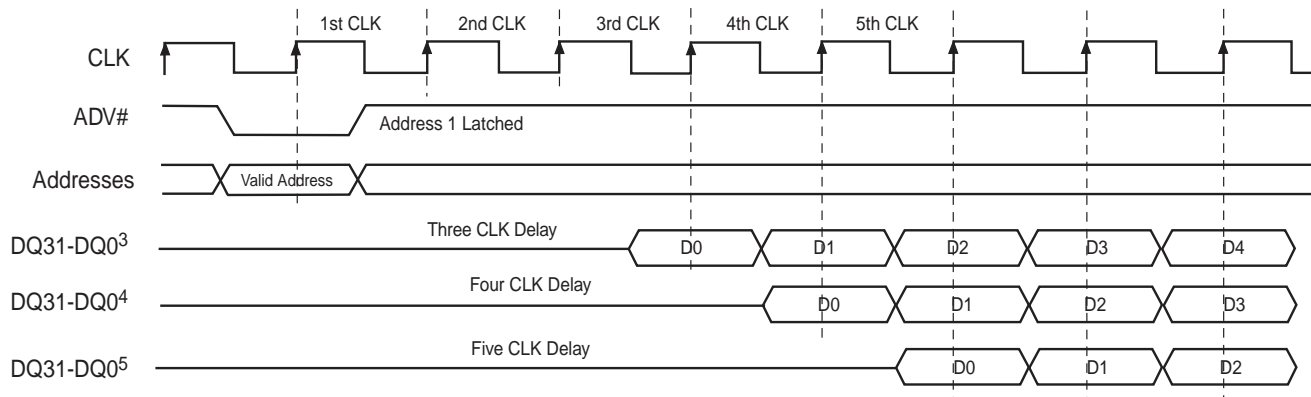 1st CLK 2nd CLK 3rd CLK 4th CLK 5th CLK
CLK
ADV# Address 1 Latched
Addresses Valid Address
DQ31-DQ0³ Three CLK Delay D0 D1 D2 D3 D4
DQ31-DQ0⁴ Four CLK Delay D0 D1 D2 D3
DQ31-DQ0⁵ Five CLK Delay D0 D1 D2